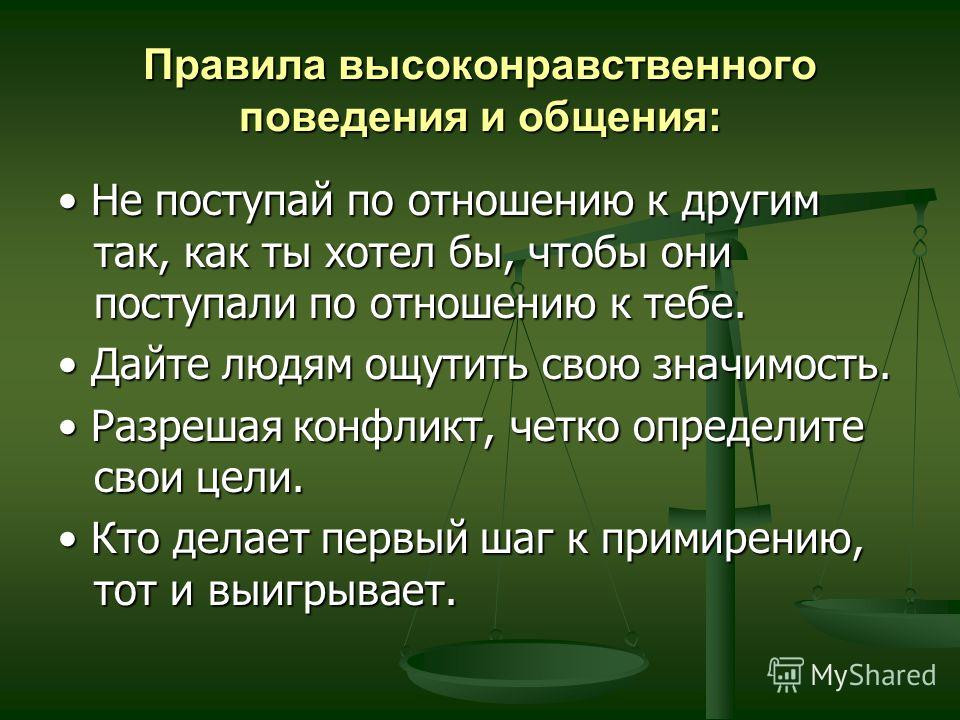 Правила высоконравственного
поведения и общения:
• Не поступай по отношению к другим
так, как ты хотел бы, чтобы они
поступали по отношению к тебе.
• Дайте людям ощутить свою значимость.
• Разрешая конфликт, четко определите
свои цели.
• Кто делает первый шаг к примирению,
тот и выигрывает.
MyShared